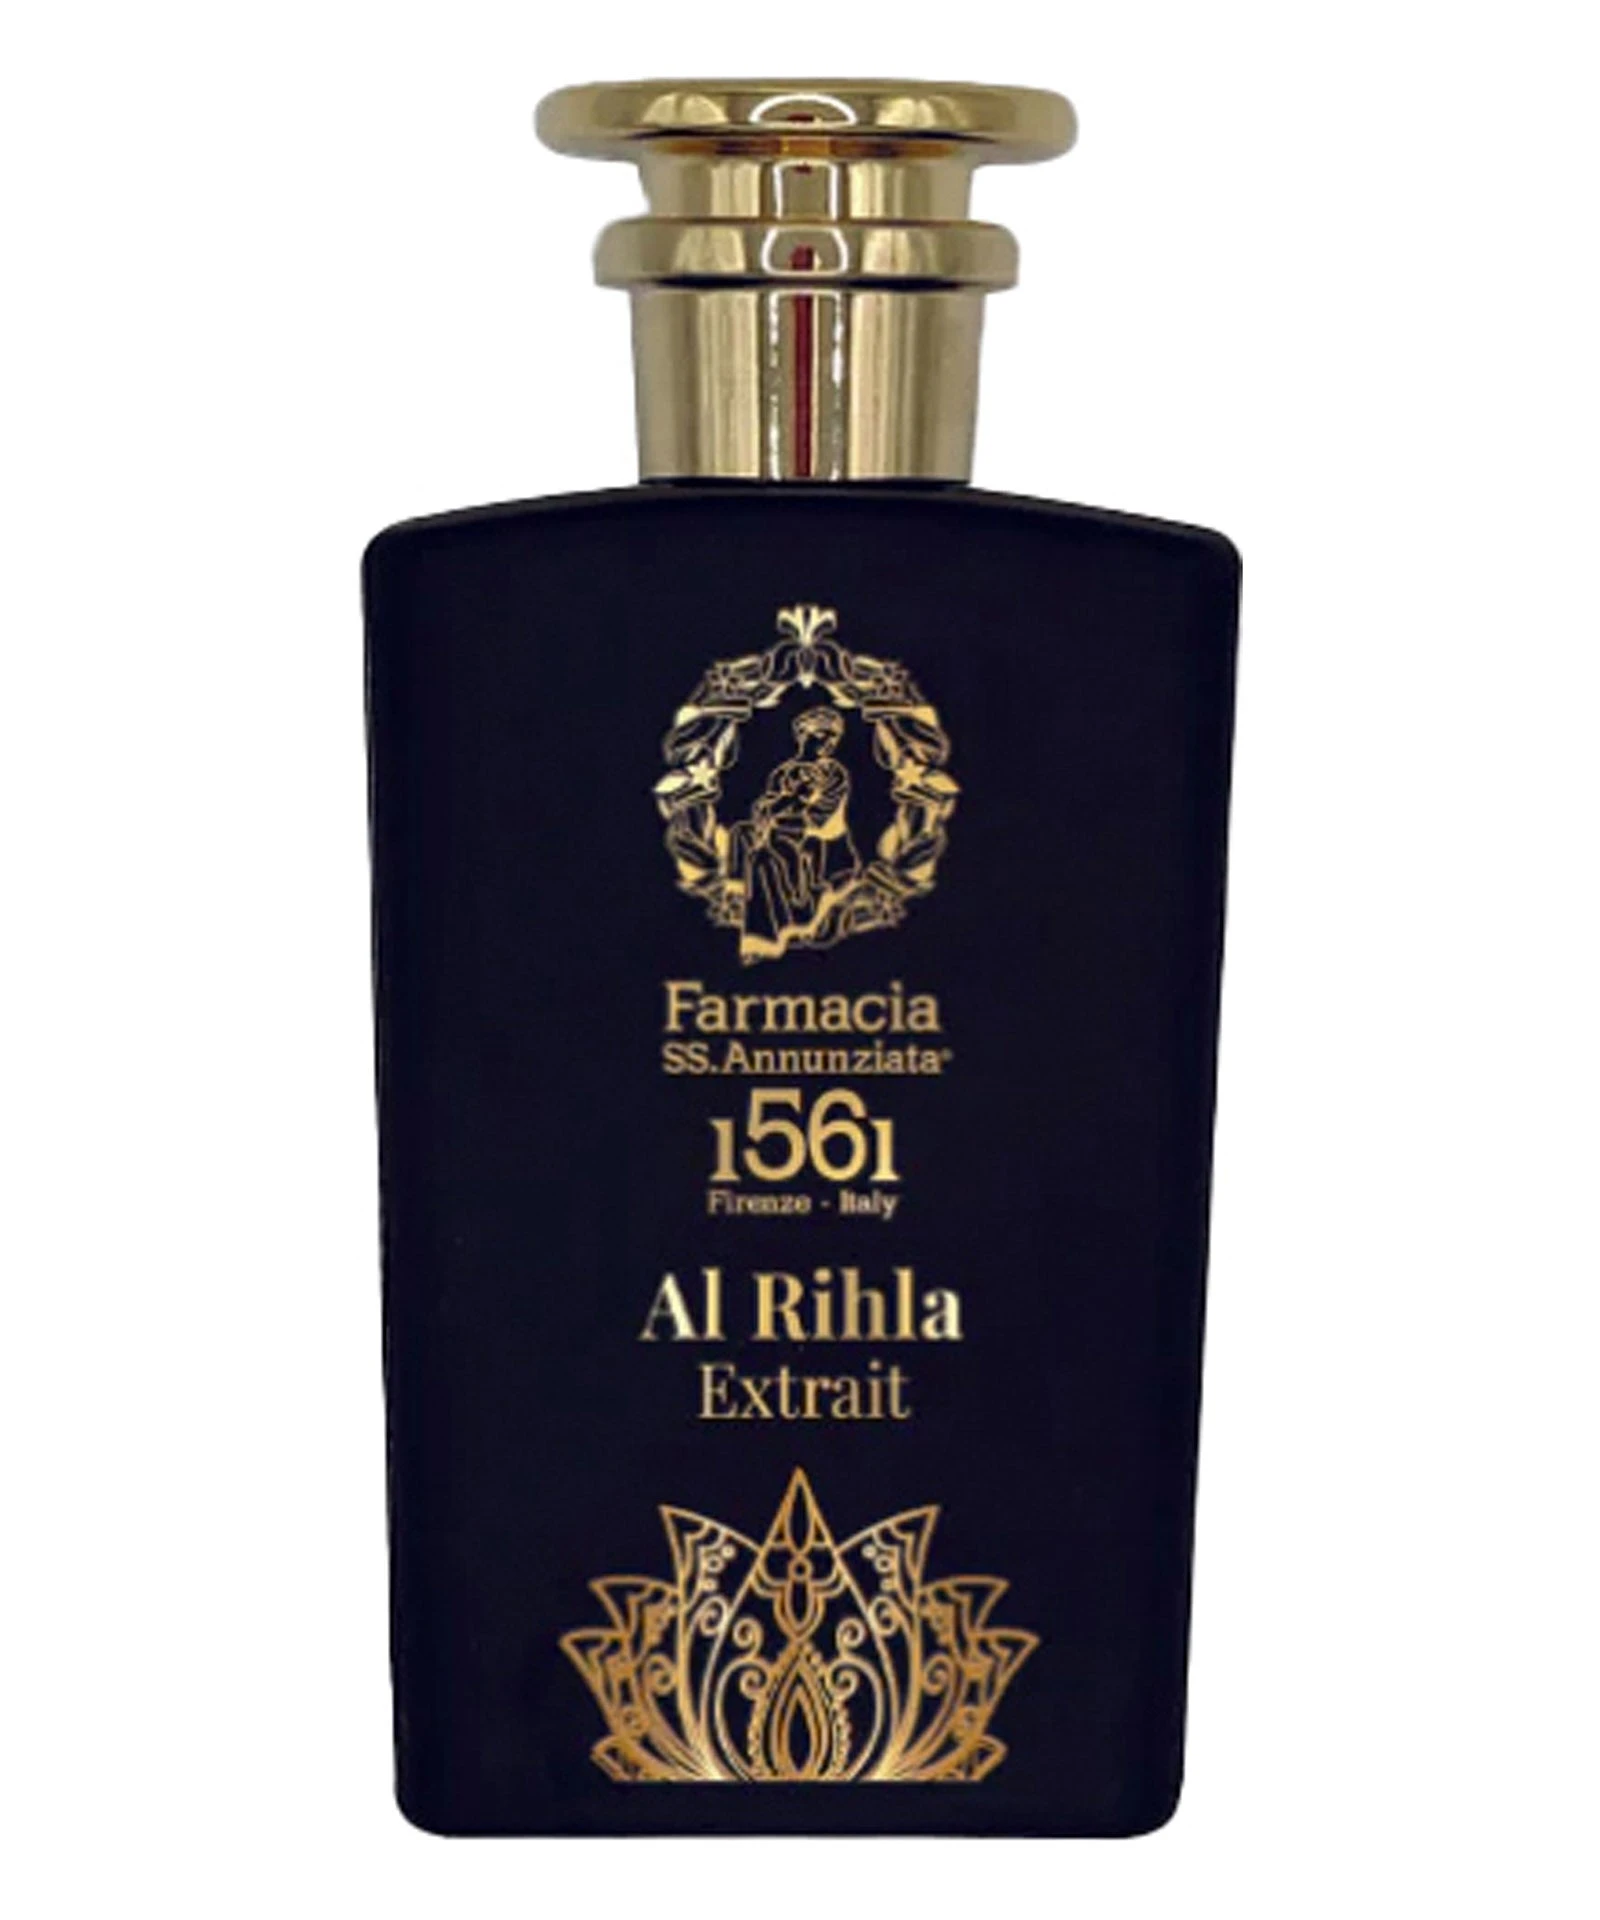 Farmacia
SS.Annunziata®
1561
Firenze - Italy
Al Rihla
Extrait